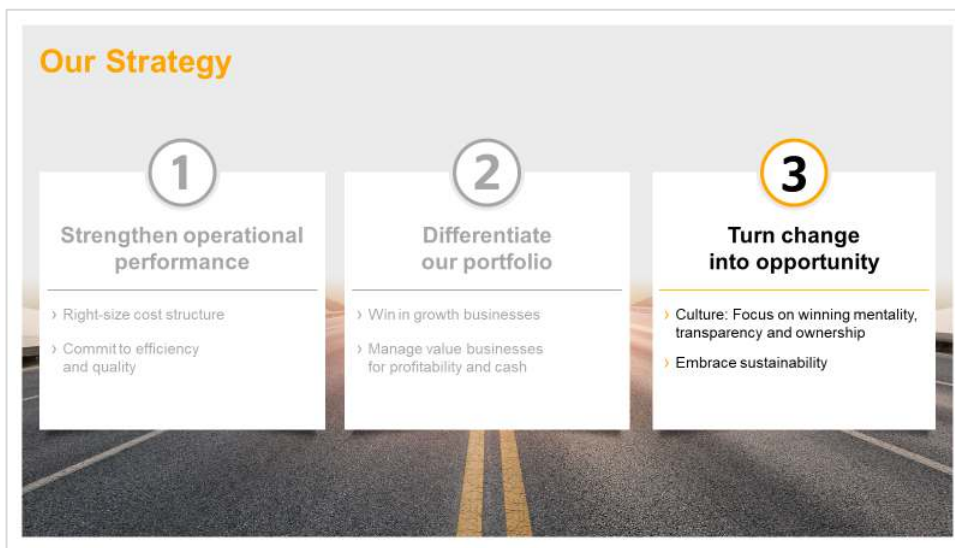 Our Strategy
1
Strengthen operational
performance
› Right-size cost structure
› Commit to efficiency
and quality
2
Differentiate
our portfolio
› Win in growth businesses
› Manage value businesses
for profitability and cash
3
Turn change
into opportunity
› Culture: Focus on winning mentality,
transparency and ownership
› Embrace sustainability